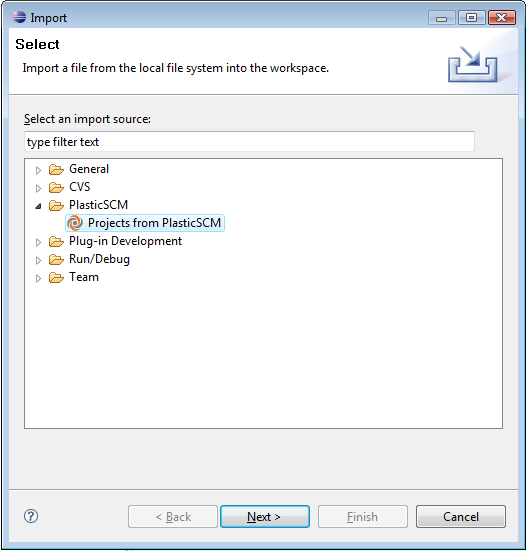 Import
Select
Import a file from the local file system into the workspace.
Select an import source:
type filter text
General
CVS
PlasticSCM
Projects from PlasticSCM
Plug-in Development
Run/Debug
Team
?
< Back
Next >
Finish
Cancel